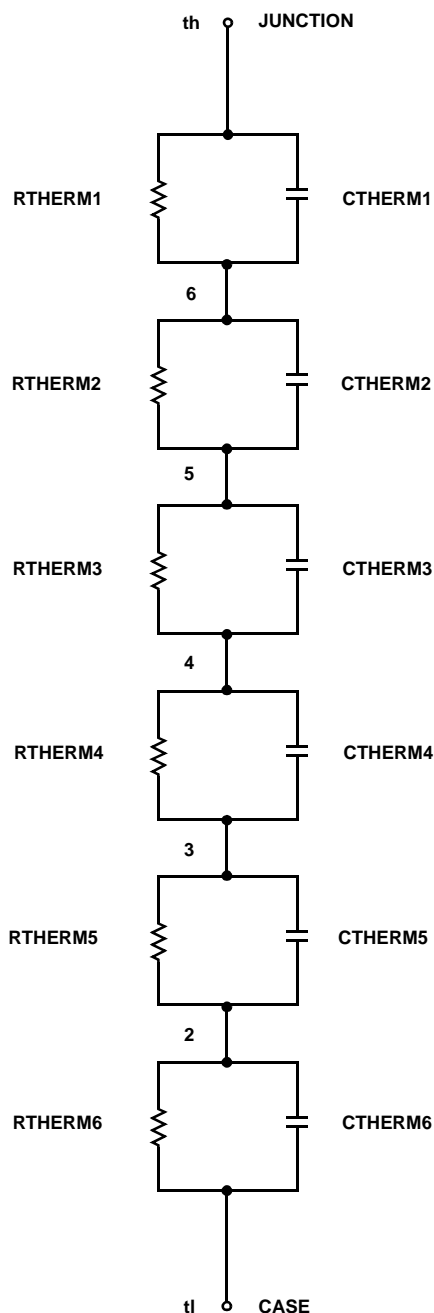 th JUNCTION
RTHERM1 CTHERM1
6
RTHERM2 CTHERM2
5
RTHERM3 CTHERM3
4
RTHERM4 CTHERM4
3
RTHERM5 CTHERM5
2
RTHERM6 CTHERM6
tl CASE